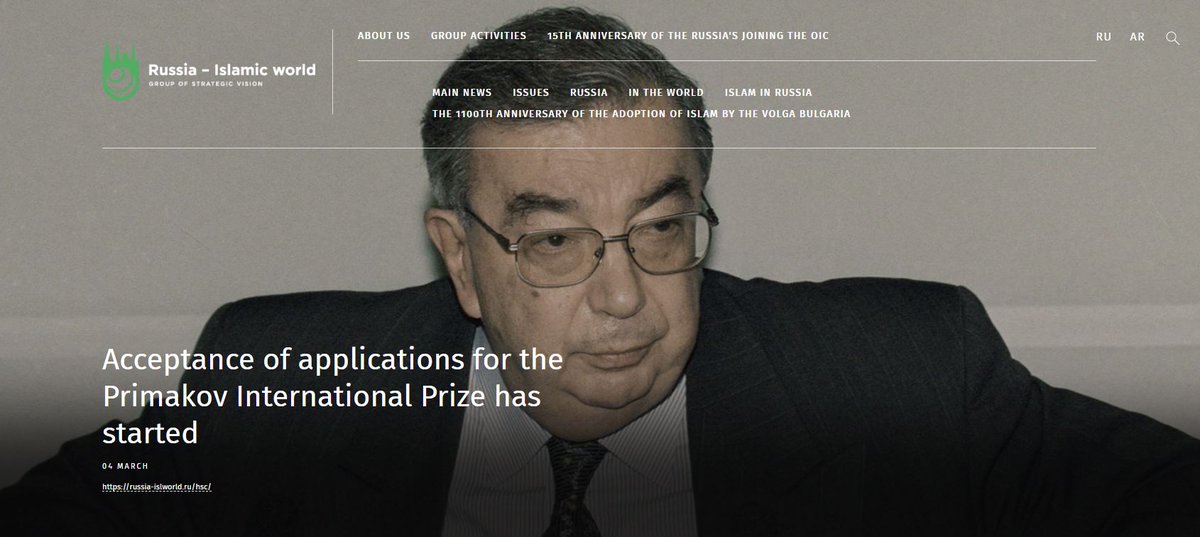 Russia – Islamic world
GROUP OF STRATEGIC VISION
ABOUT US GROUP ACTIVITIES 15TH ANNIVERSARY OF THE RUSSIA'S JOINING THE OIC
RU AR
MAIN NEWS ISSUES RUSSIA IN THE WORLD ISLAM IN RUSSIA
THE 1100TH ANNIVERSARY OF THE ADOPTION OF ISLAM BY THE VOLGA BULGARIA
Acceptance of applications for the
Primakov International Prize has
started
04 MARCH
https://russia-islworld.ru/hsc/